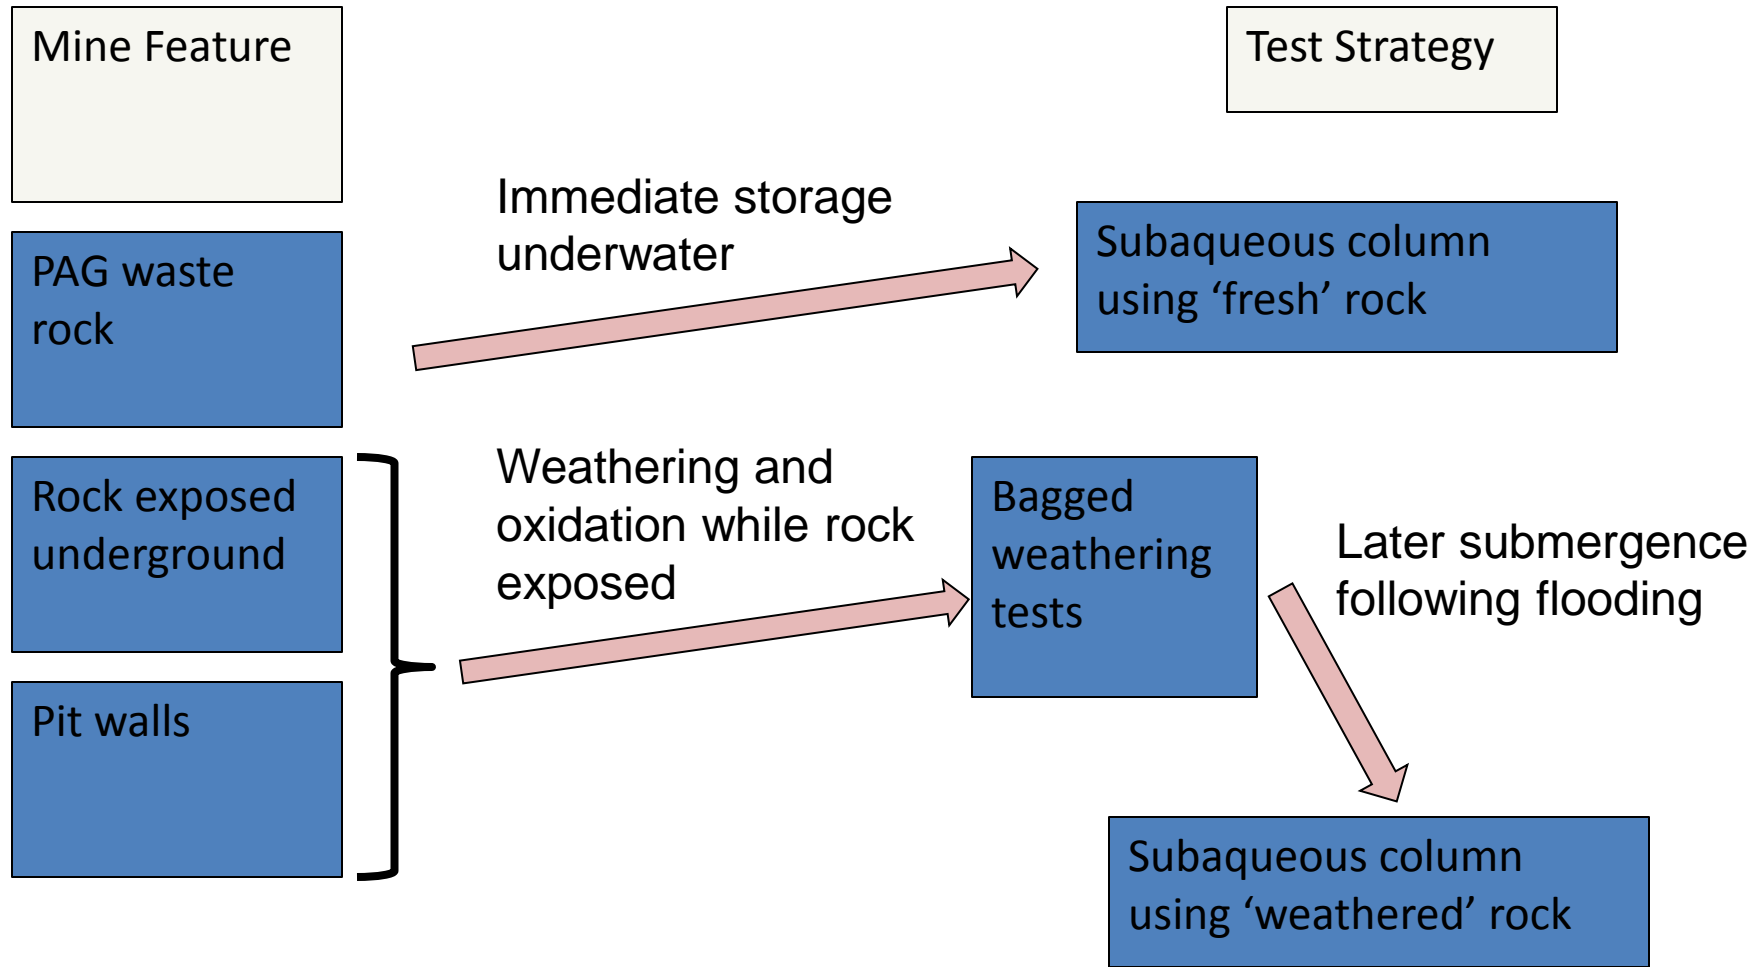 Mine Feature
Test Strategy
Immediate storage
underwater
PAG waste
rock
Subaqueous column
using ‘fresh’ rock
Rock exposed
underground
Pit walls
Weathering and
oxidation while rock
exposed
Bagged
weathering
tests
Later submergence
following flooding
Subaqueous column
using ‘weathered’ rock